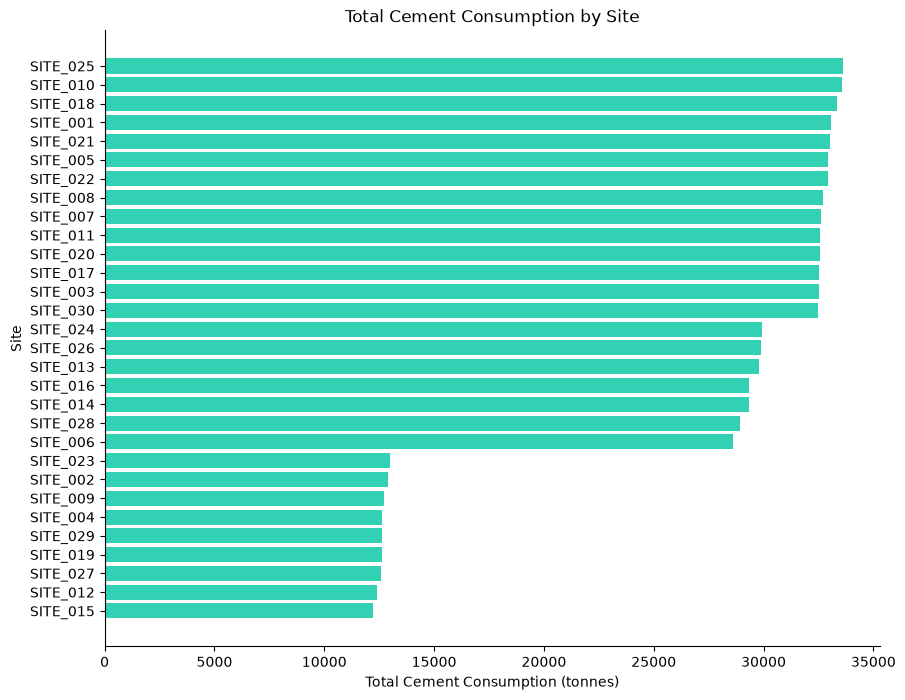 Total Cement Consumption by Site
SITE_025
SITE_010
SITE_018
SITE_001
SITE_021
SITE_005
SITE_022
SITE_008
SITE_007
SITE_011
SITE_020
SITE_017
SITE_003
SITE_030
SITE_024
SITE_026
SITE_013
SITE_016
SITE_014
SITE_028
SITE_006
SITE_023
SITE_002
SITE_009
SITE_004
SITE_029
SITE_019
SITE_027
SITE_012
SITE_015
Site
0 5000 10000 15000 20000 25000 30000 35000
Total Cement Consumption (tonnes)